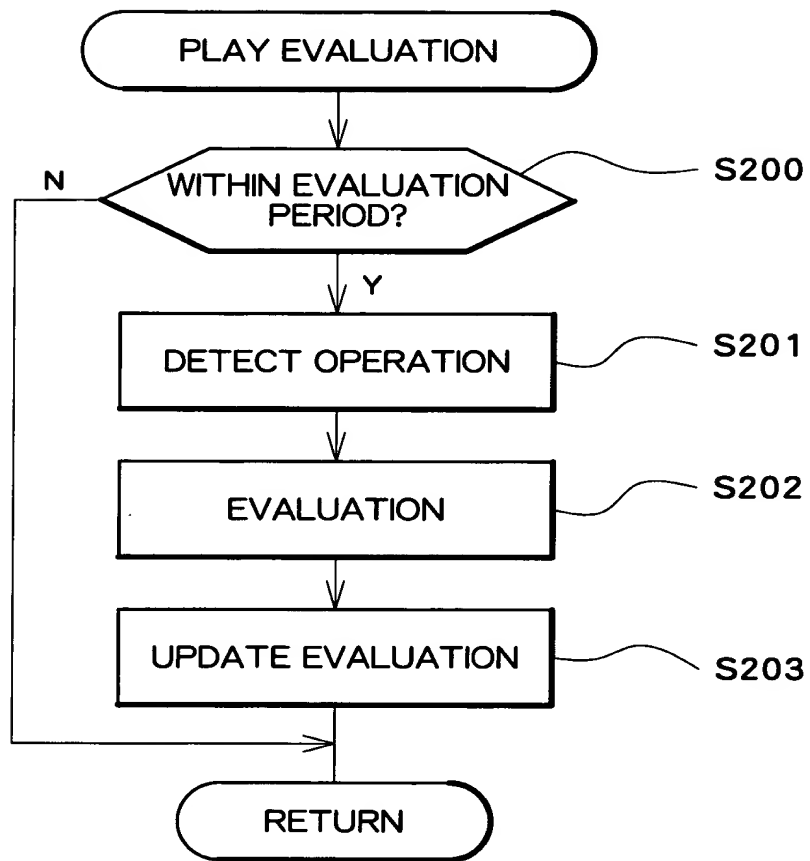 PLAY EVALUATION
S200
N
WITHIN EVALUATION
PERIOD?
Y
DETECT OPERATION
S201
EVALUATION
S202
UPDATE EVALUATION
S203
RETURN